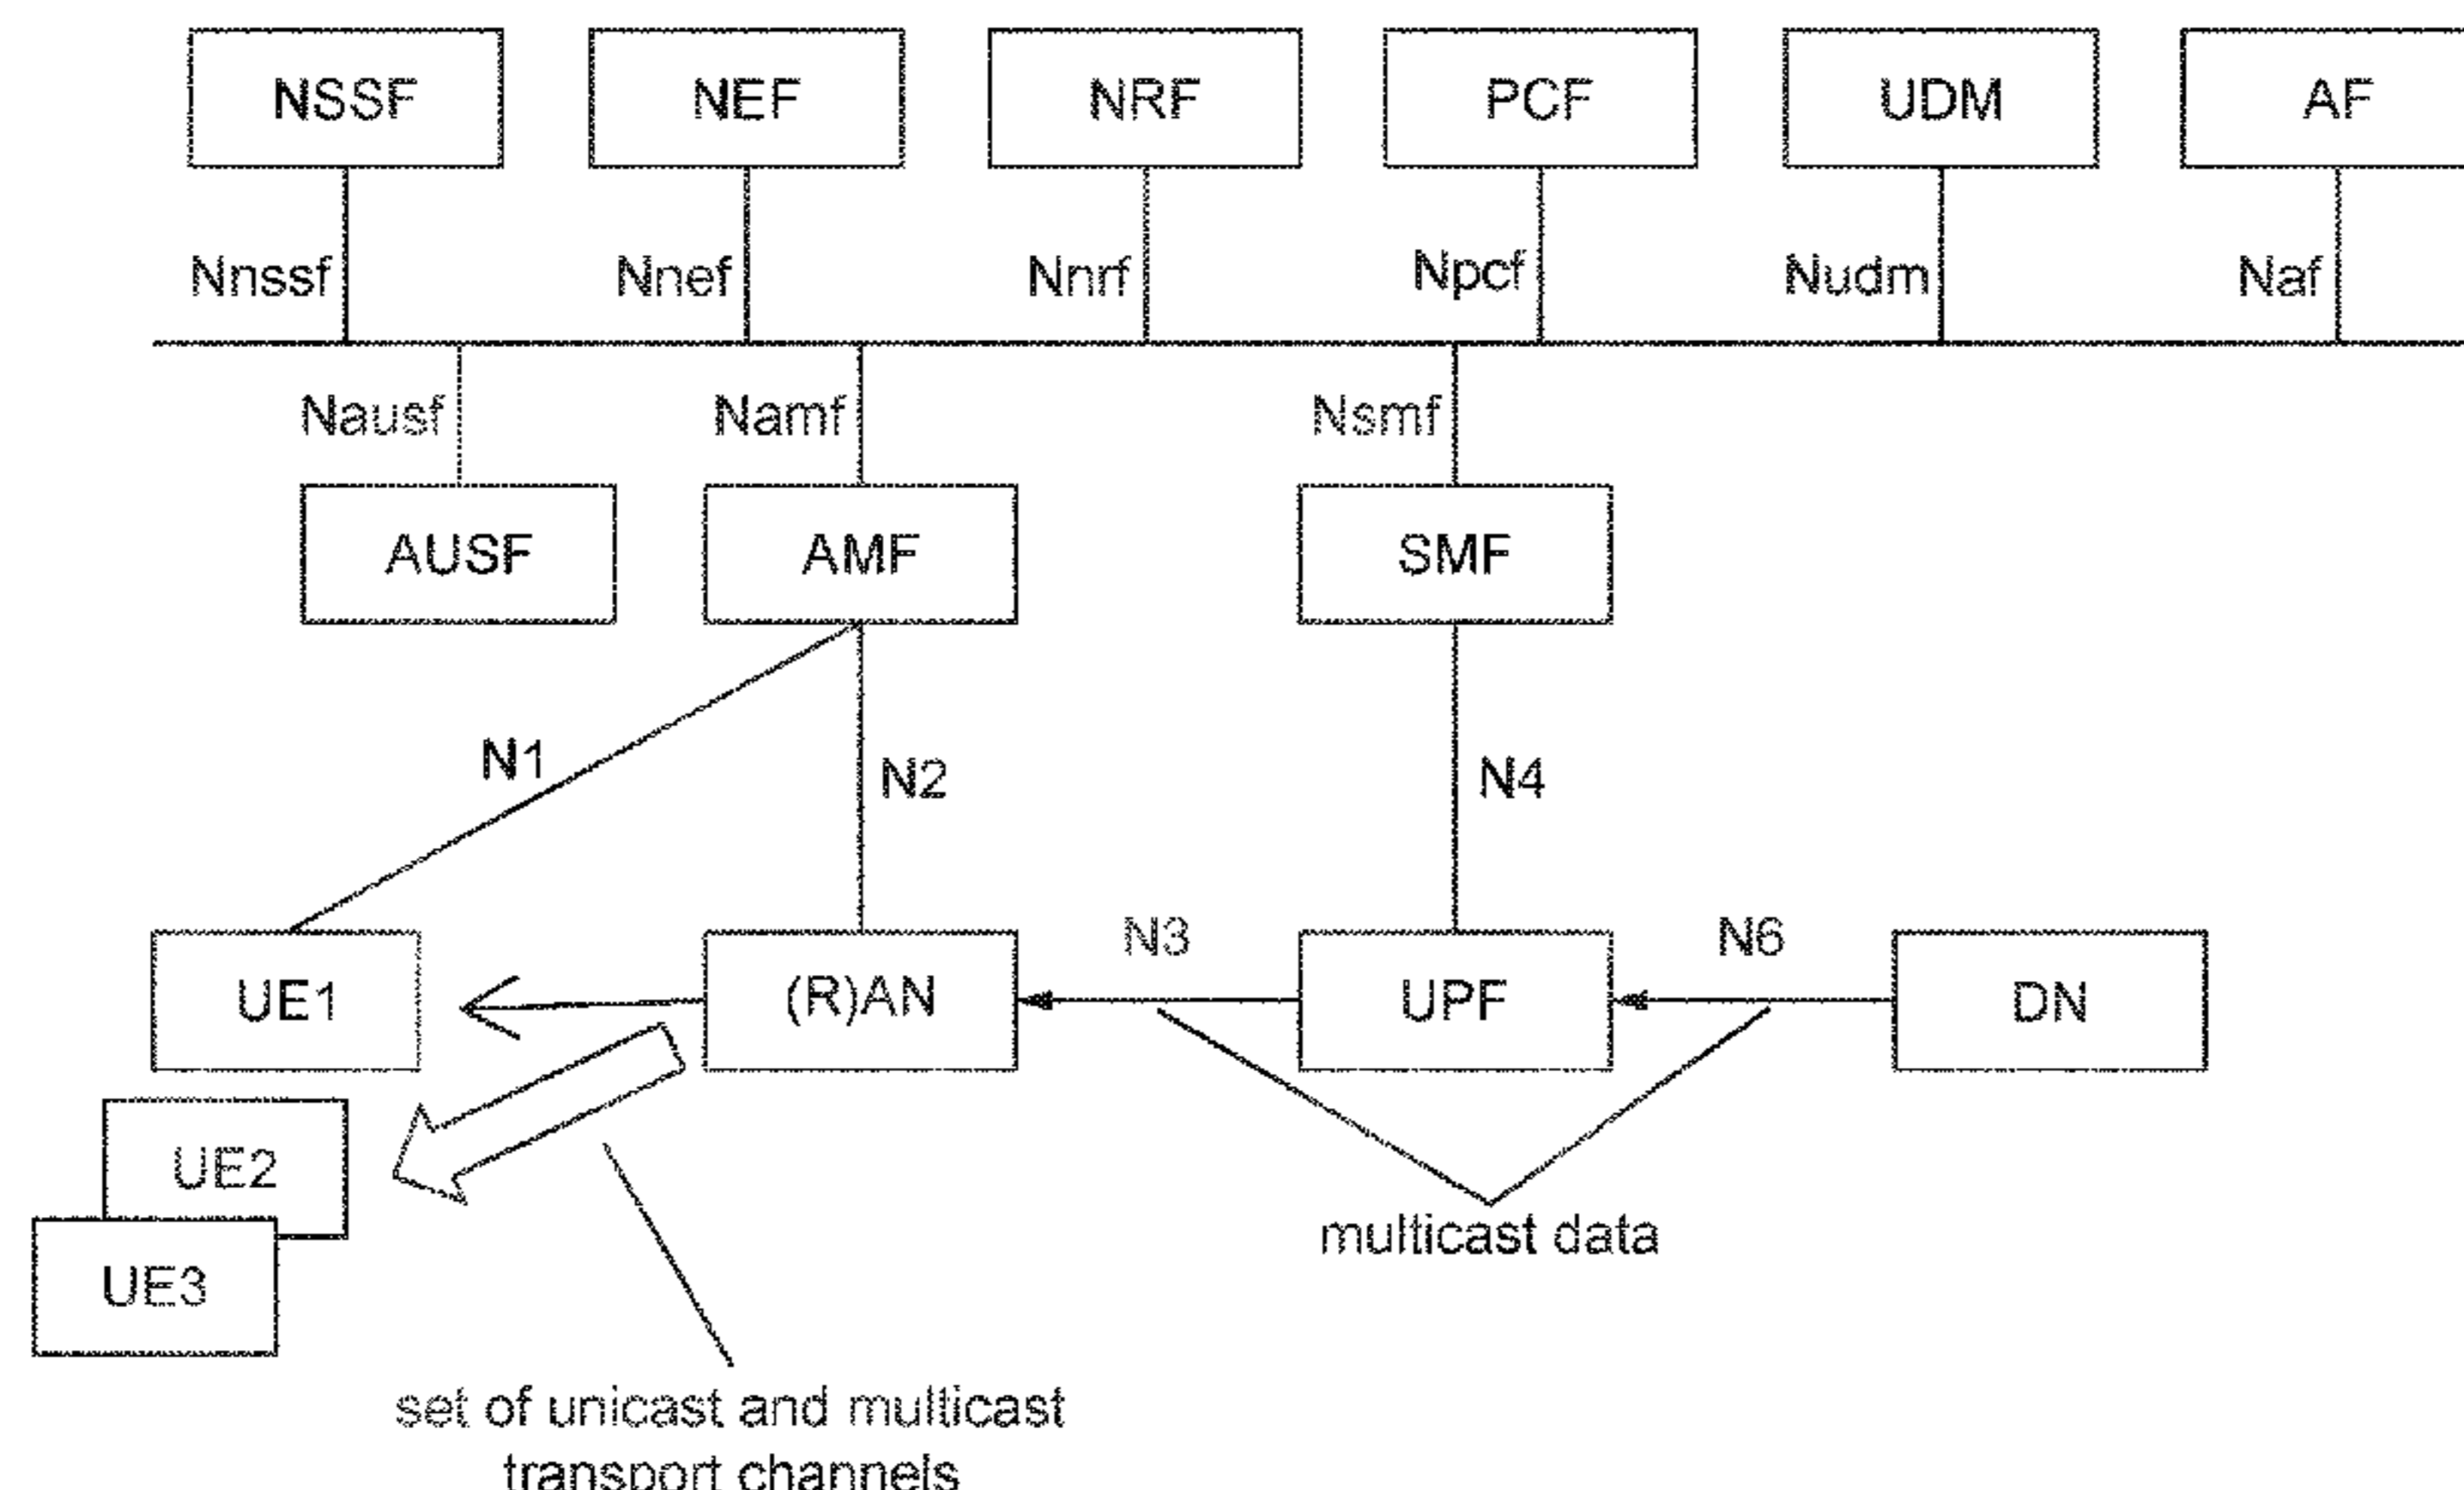 NSSF NEF NRF PCF UDM AF
Nnssf Nnef Nnrf Npcf Nudm Naf
Nausf Namf Nsmf
AUSF AMF SMF
N1 N2 N4
N3 N6
UE1 (R)AN UPF DN
UE2
multicast data
UE3
set of unicast and multicast
transport channels